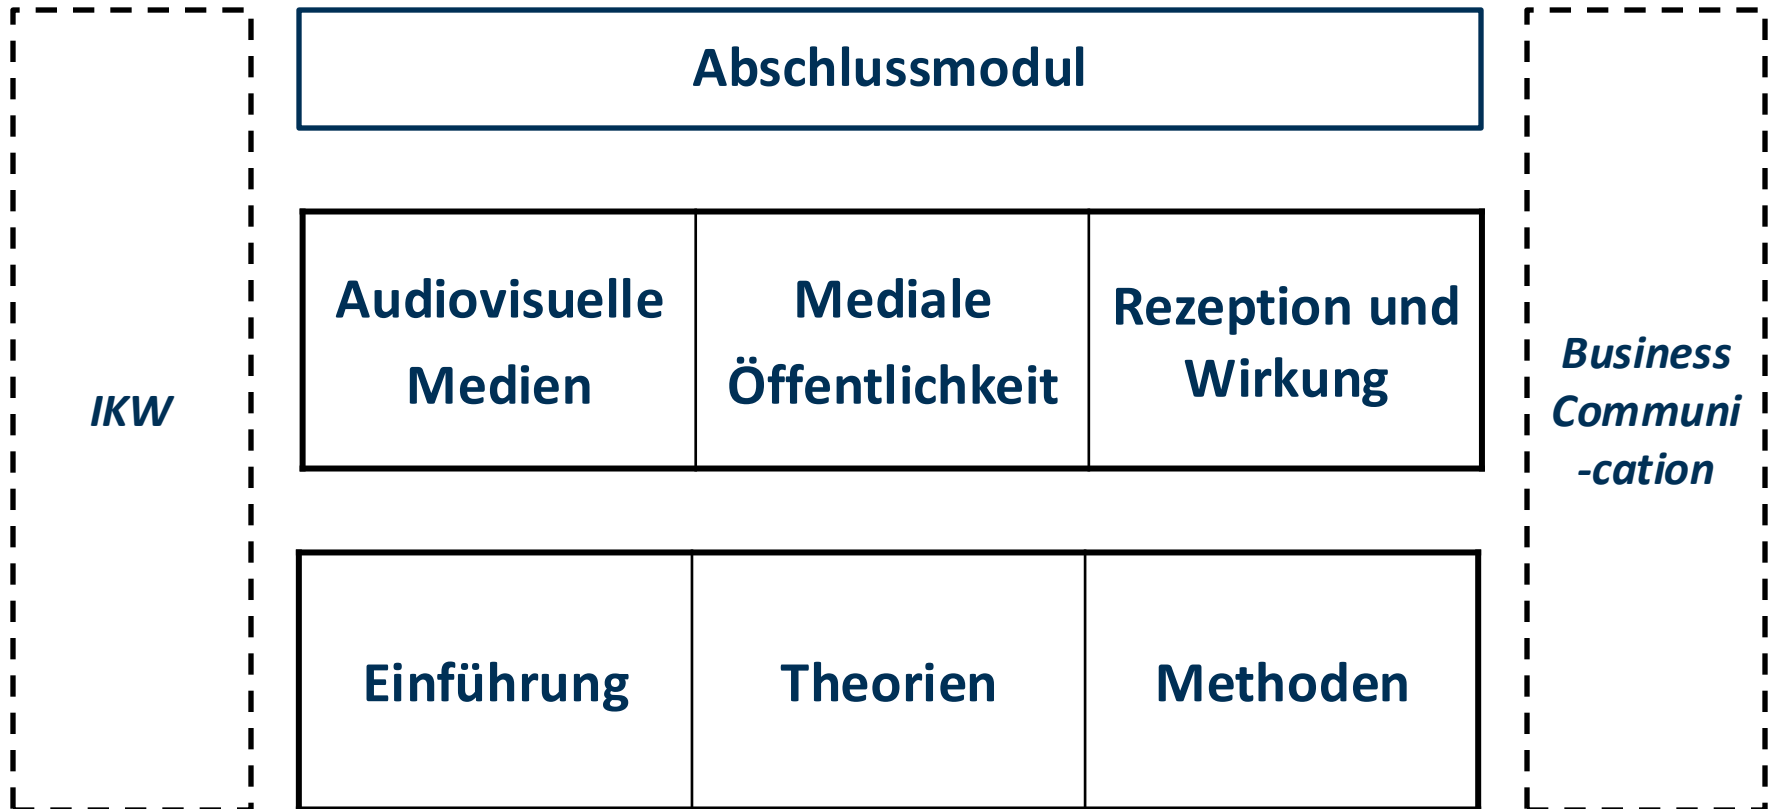 Abschlussmodul
Audiovisuelle
Medien
Mediale
Öffentlichkeit
Rezeption und
Wirkung
IKW
Business
Communi
-cation
Einführung
Theorien
Methoden